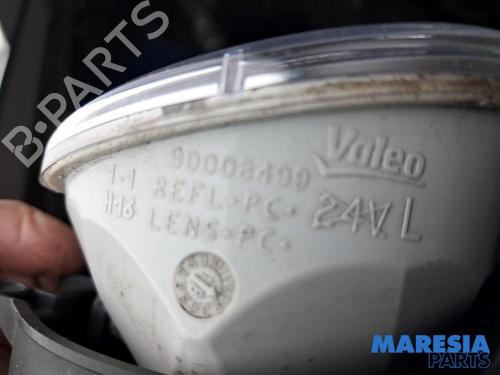 B-PARTS
Valeo
90008499
1-1 REFL>PC< 24V. L
H16 LENS>PC<
MARESIA
PARTS